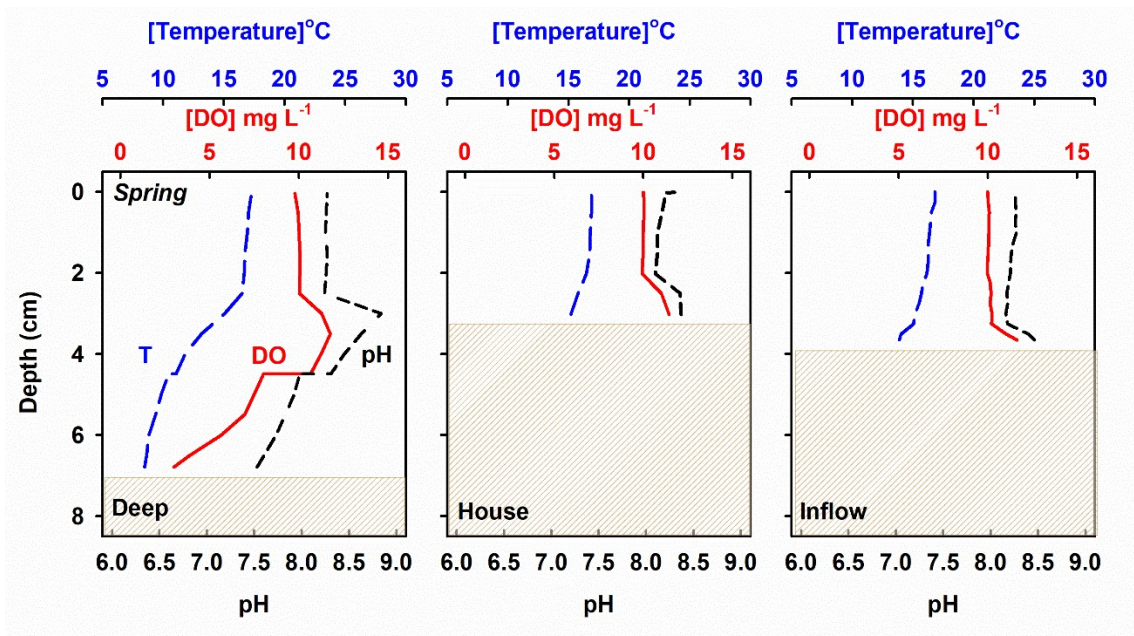 [Temperature]°C [Temperature]°C [Temperature]°C
5 10 15 20 25 30 5 10 15 20 25 30 5 10 15 20 25 30
[DO] mg L-1 [DO] mg L-1 [DO] mg L-1
0 5 10 15 0 5 10 15 0 5 10 15
0 Spring
2
T DO pH
4
6
Deep House Inflow
8
Depth (cm)
6.0 6.5 7.0 7.5 8.0 8.5 9.0 6.0 6.5 7.0 7.5 8.0 8.5 9.0 6.0 6.5 7.0 7.5 8.0 8.5 9.0
pH pH pH